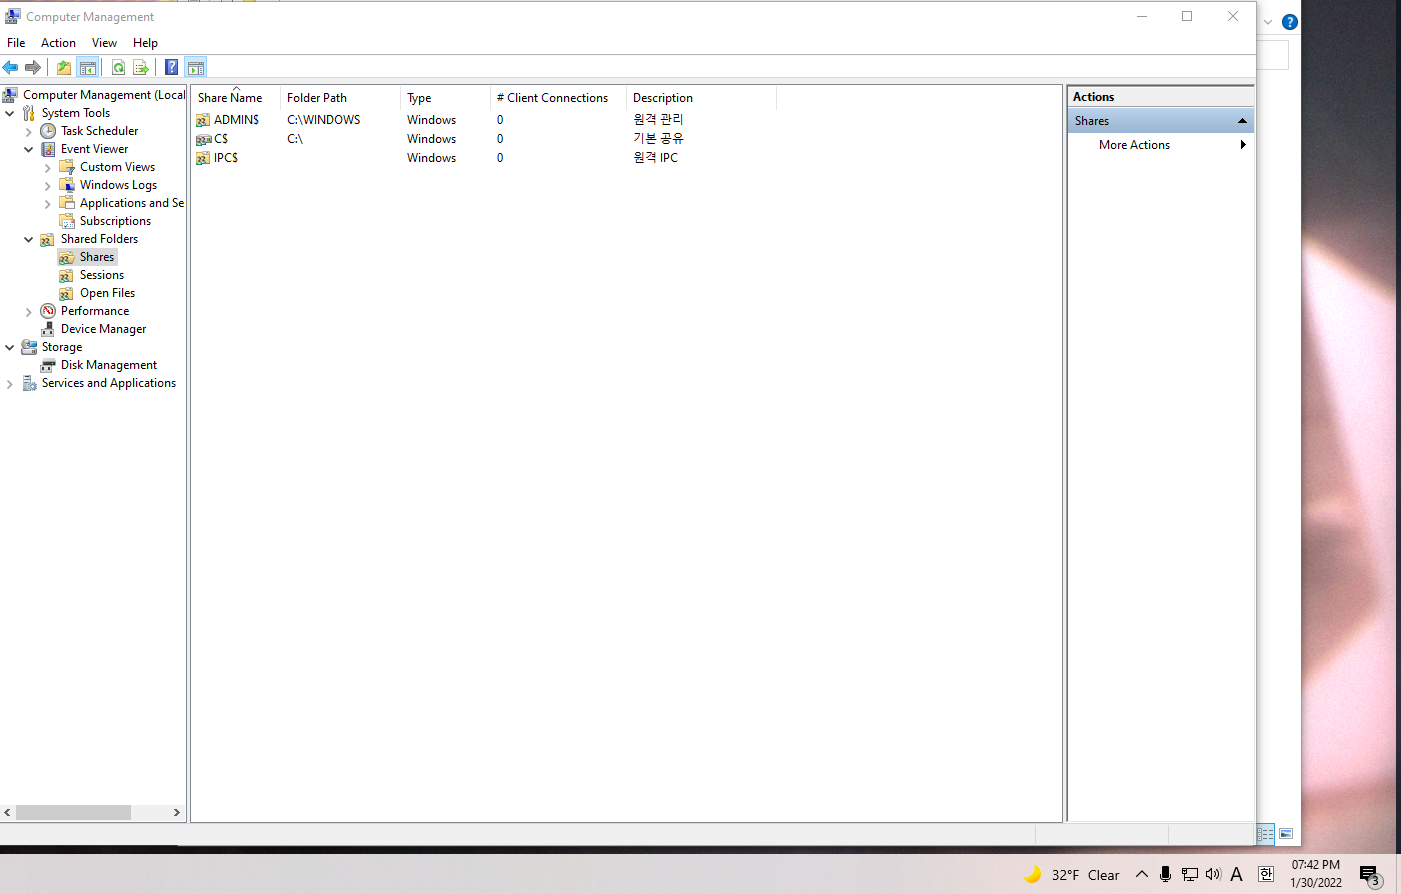 Computer Management
File Action View Help
Computer Management (Local
System Tools
Task Scheduler
Event Viewer
Custom Views
Windows Logs
Applications and Se
Subscriptions
Shared Folders
Shares
Sessions
Open Files
Performance
Device Manager
Storage
Disk Management
Services and Applications
Share Name Folder Path Type # Client Connections Description
ADMIN$ C:\WINDOWS Windows 0 원격 관리
C$ C:\ Windows 0 기본 공유
IPC$ Windows 0 원격 IPC
Actions
Shares
More Actions
32°F Clear A 한 07:42 PM
1/30/2022
3